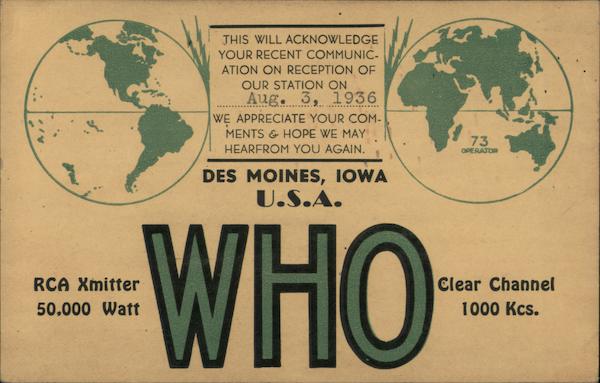 THIS WILL ACKNOWLEDGE
YOUR RECENT COMMUNIC-
ATION ON RECEPTION OF
OUR STATION ON
Aug. 3, 1936
WE APPRECIATE YOUR COM-
MENTS & HOPE WE MAY
HEARFROM YOU AGAIN.
73
OPERATOR
DES MOINES, IOWA
U.S.A.
WHO
RCA Xmitter
50,000 Watt
Clear Channel
1000 Kcs.